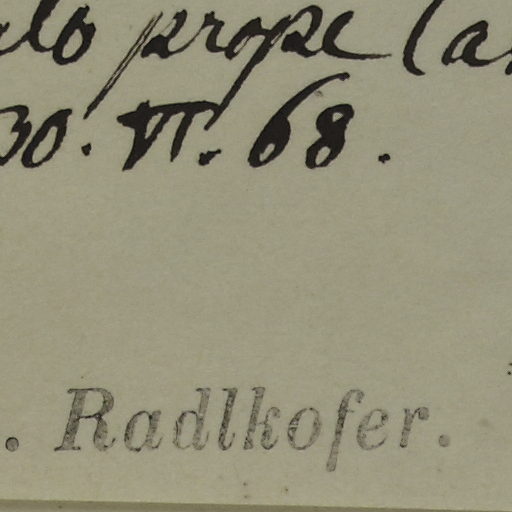 prope
30. VI. 68.
. Radlkofer.